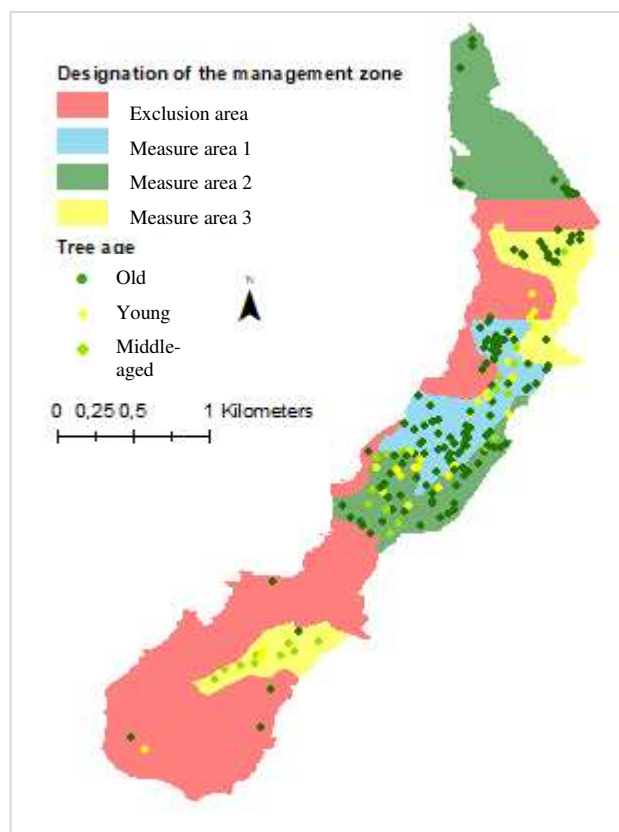 Designation of the management zone
Exclusion area
Measure area 1
Measure area 2
Measure area 3
Tree age
Old
Young
Middle-
aged
N
0 0,25 0,5 1 Kilometers